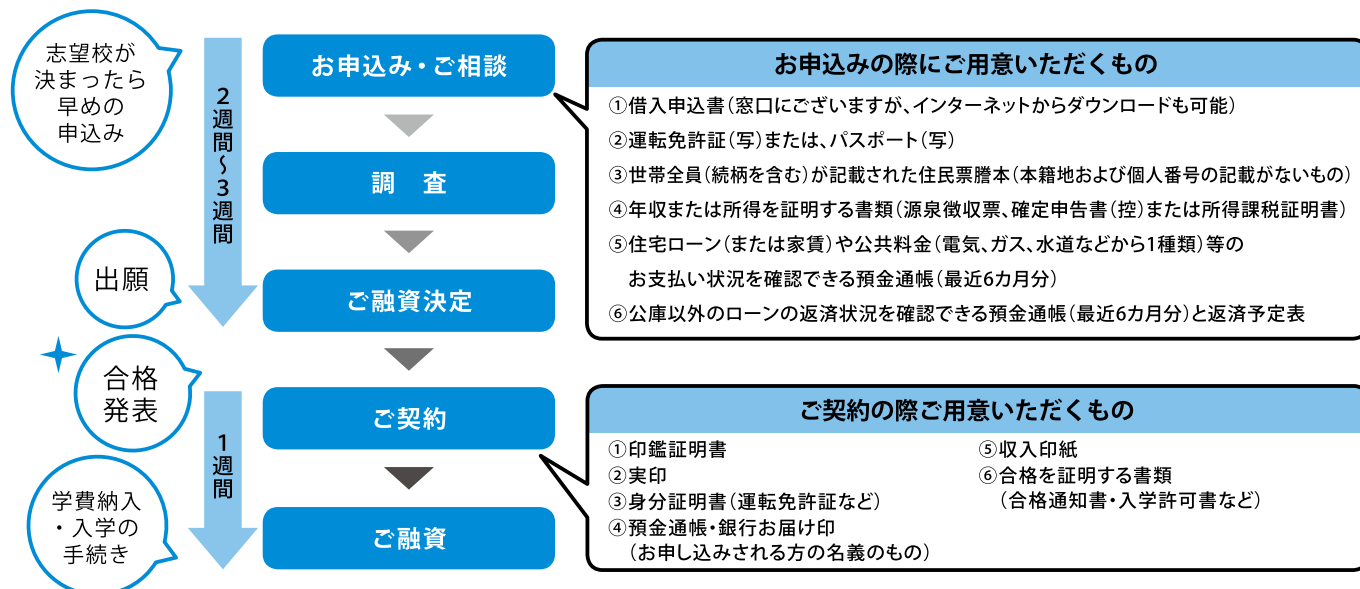 志望校が
決まったら
早めの
申込み
2週間～3週間
出願
合格
発表
1週間
学費納入
・入学の
手続き
お申込み・ご相談
調　査
ご融資決定
ご契約
ご融資
お申込みの際にご用意いただくもの
①借入申込書（窓口にございますが、インターネットからダウンロードも可能）
②運転免許証（写）または、パスポート（写）
③世帯全員（続柄を含む）が記載された住民票謄本（本籍地および個人番号の記載がないもの）
④年収または所得を証明する書類（源泉徴収票、確定申告書（控）または所得課税証明書）
⑤住宅ローン（または家賃）や公共料金（電気、ガス、水道などから1種類）等の
お支払い状況を確認できる預金通帳（最近6カ月分）
⑥公庫以外のローンの返済状況を確認できる預金通帳（最近6カ月分）と返済予定表
ご契約の際ご用意いただくもの
①印鑑証明書
②実印
③身分証明書（運転免許証など）
④預金通帳・銀行お届け印
（お申し込みされる方の名義のもの）
⑤収入印紙
⑥合格を証明する書類
（合格通知書・入学許可書など）